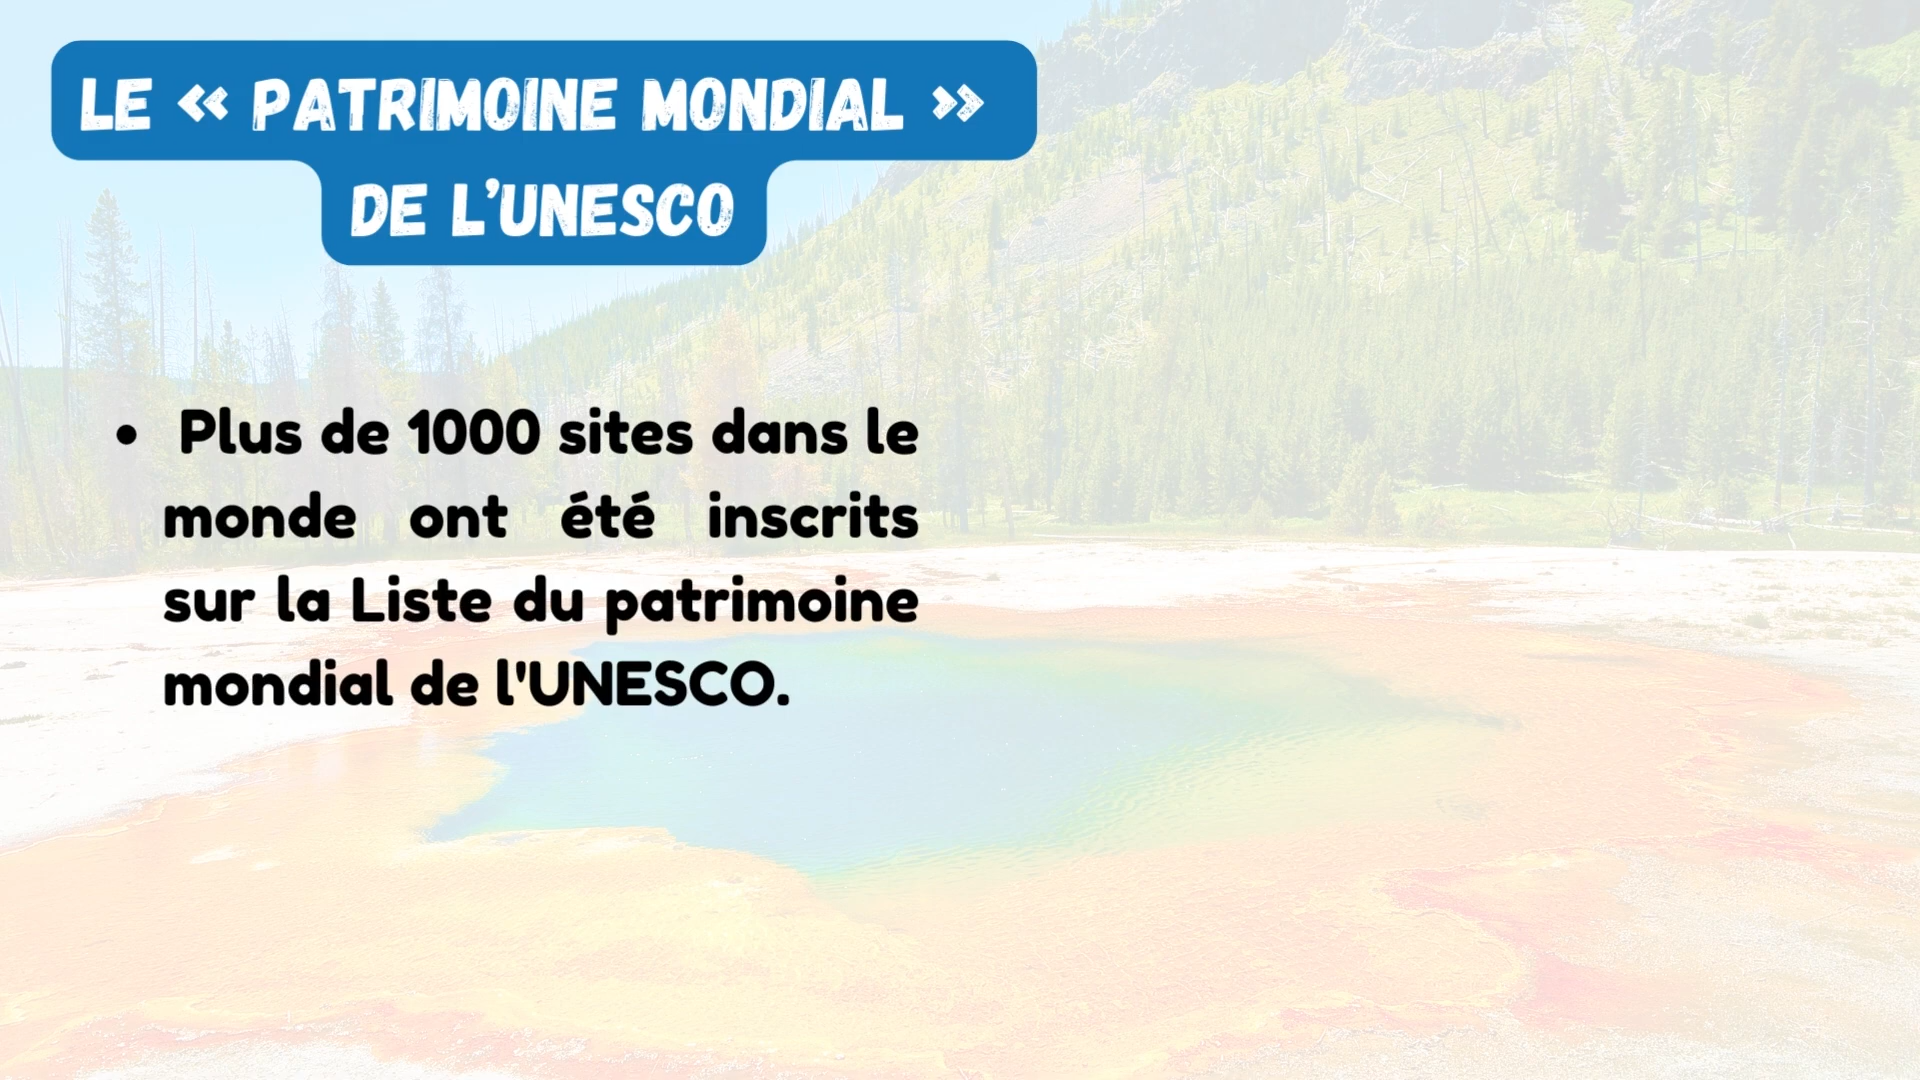 LE « PATRIMOINE MONDIAL »
DE L’UNESCO
• Plus de 1000 sites dans le
monde ont été inscrits
sur la Liste du patrimoine
mondial de l'UNESCO.